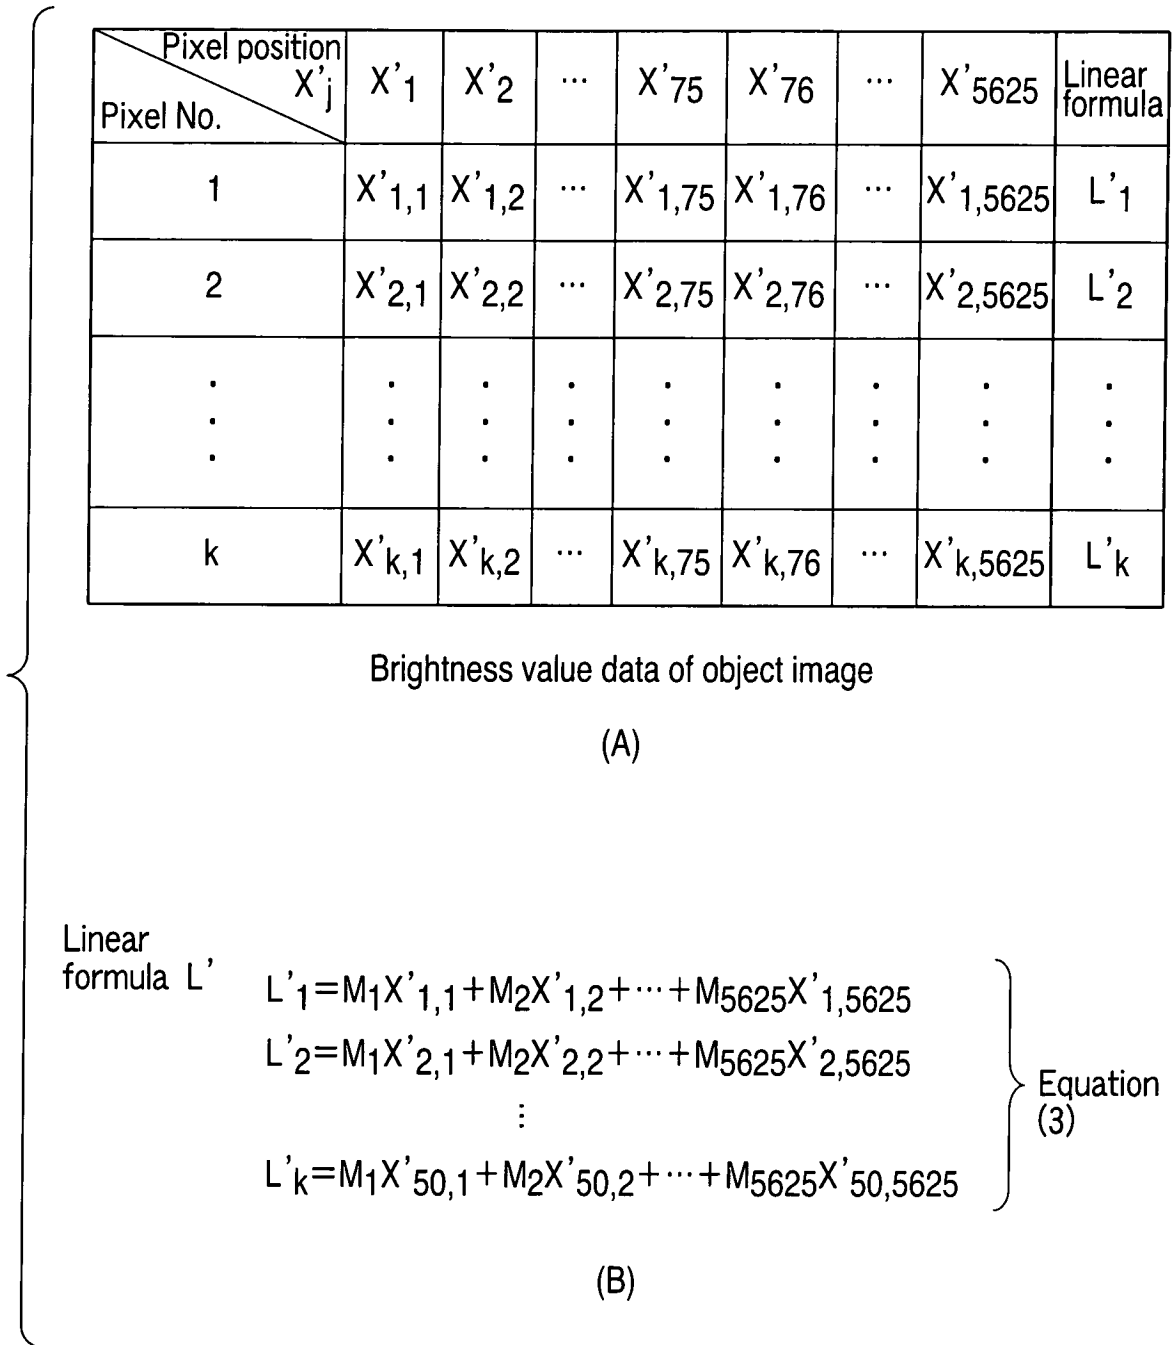 Pixel position
X'j
Pixel No.
X'1 X'2 ... X'75 X'76 ... X'5625 Linear formula
1 X'1,1 X'1,2 ... X'1,75 X'1,76 ... X'1,5625 L'1
2 X'2,1 X'2,2 ... X'2,75 X'2,76 ... X'2,5625 L'2
k X'k,1 X'k,2 ... X'k,75 X'k,76 ... X'k,5625 L'k
Brightness value data of object image
(A)
Linear
formula L'
L'1=M1X'1,1+M2X'1,2+...+M5625X'1,5625
L'2=M1X'2,1+M2X'2,2+...+M5625X'2,5625
⋮
L'k=M1X'50,1+M2X'50,2+...+M5625X'50,5625
Equation
(3)
(B)